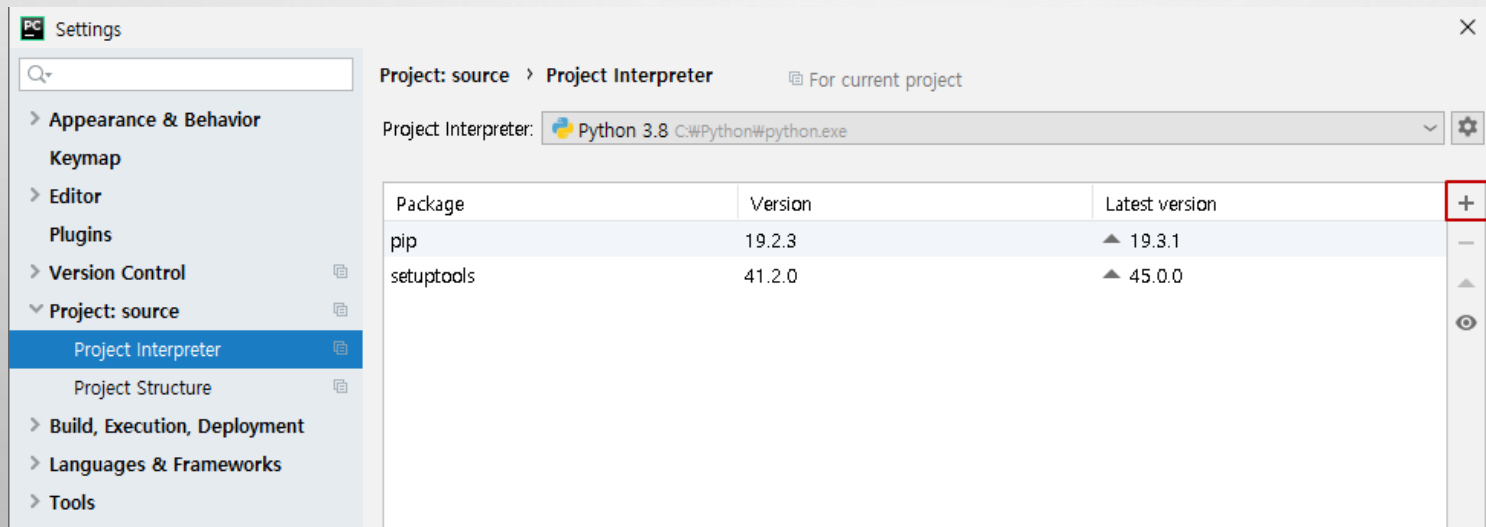 PC Settings
Project: source > Project Interpreter For current project
Appearance & Behavior
Project Interpreter: Python 3.8 C:₩Python₩python.exe
Keymap
Editor
Package Version Latest version
Plugins
pip 19.2.3 19.3.1
Version Control
setuptools 41.2.0 45.0.0
Project: source
Project Interpreter
Project Structure
Build, Execution, Deployment
Languages & Frameworks
Tools